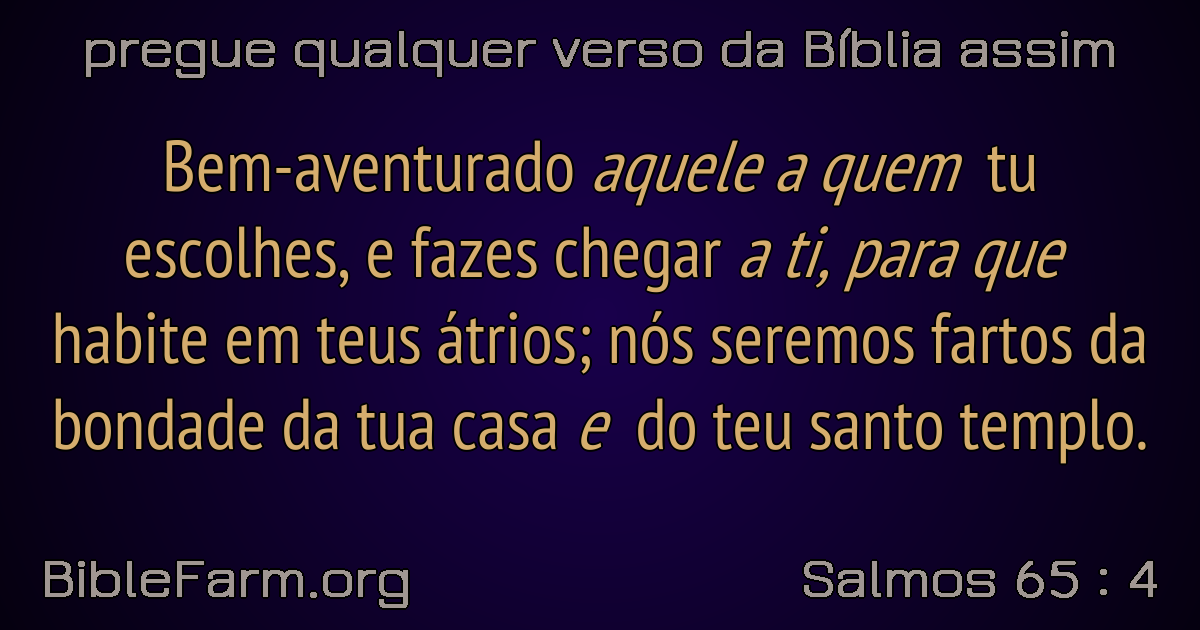 pregue qualquer verso da Bíblia assim
Bem-aventurado aquele a quem tu
escolhes, e fazes chegar a ti, para que
habite em teus átrios; nós seremos fartos da
bondade da tua casa e do teu santo templo.
BibleFarm.org
Salmos 65 : 4